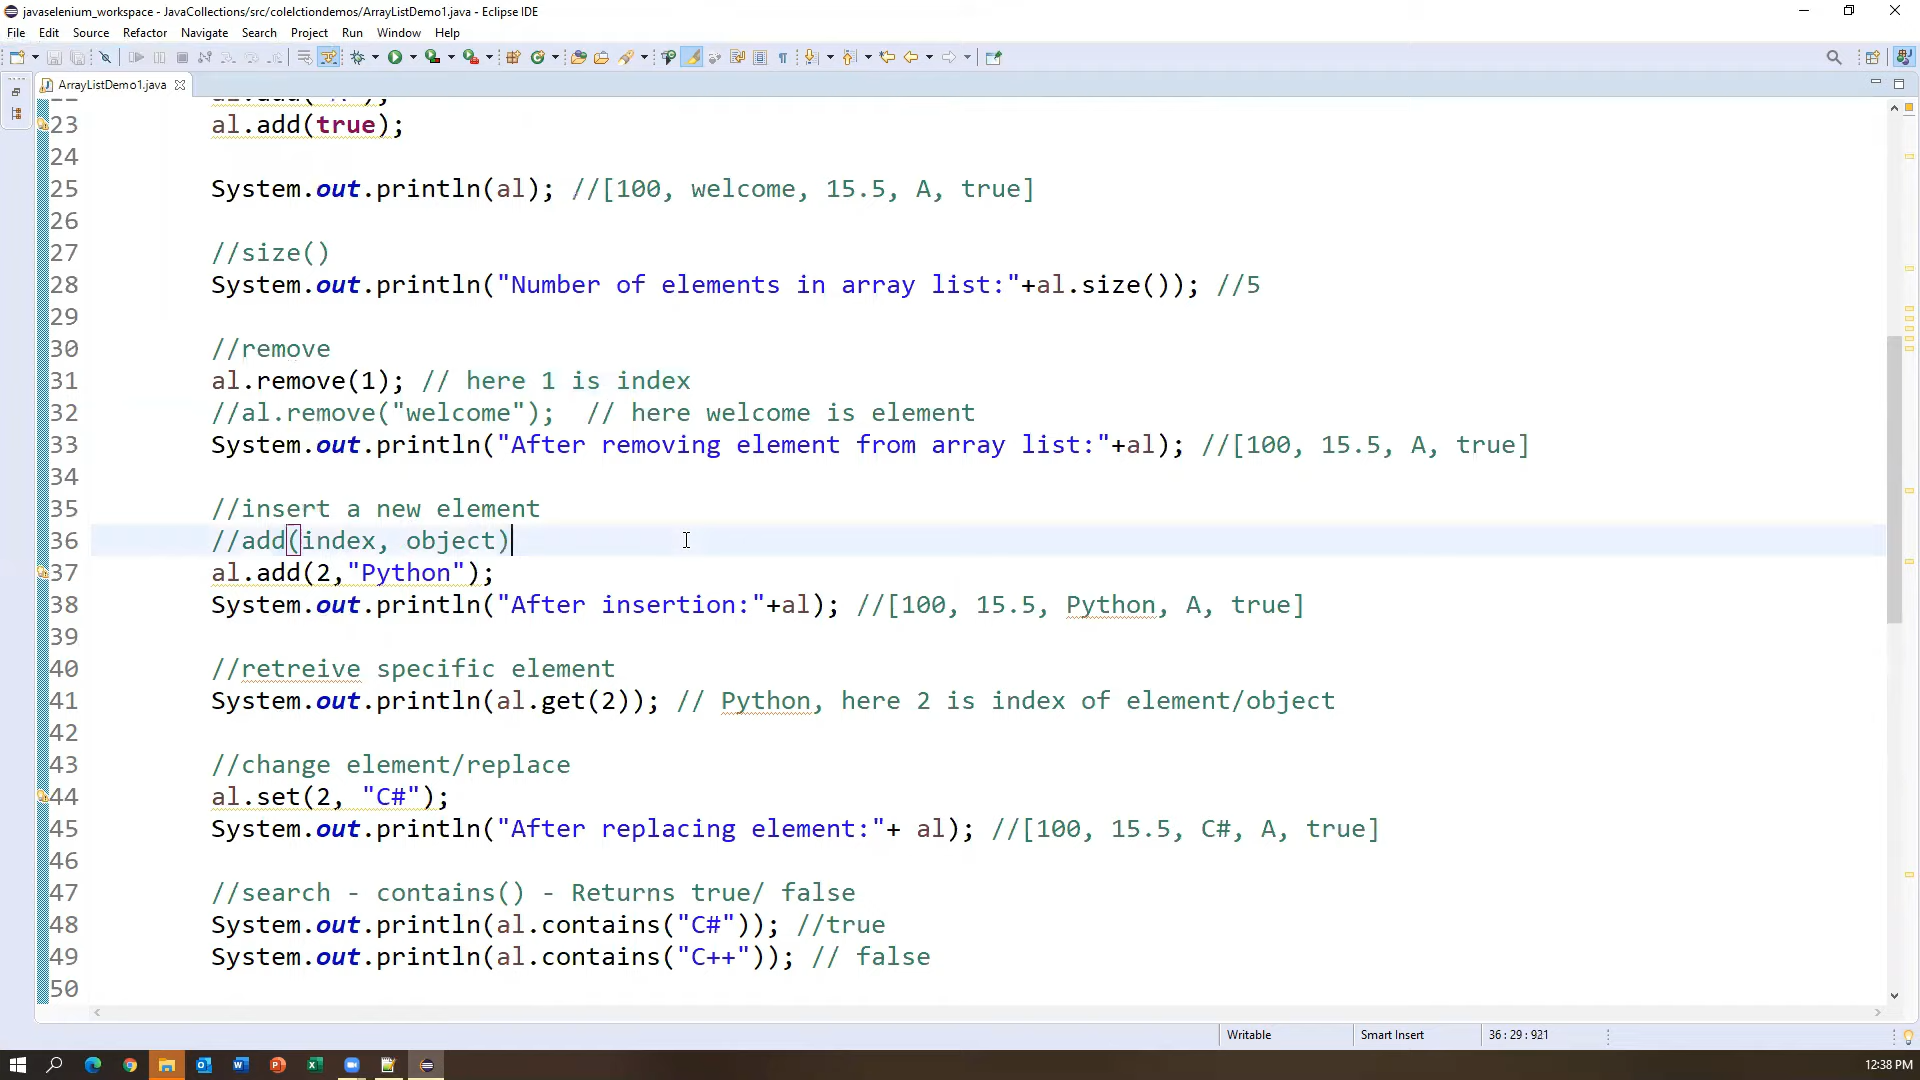 javaselenium_workspace - JavaCollections/src/colelctiondemos/ArrayListDemo1.java - Eclipse IDE
File Edit Source Refactor Navigate Search Project Run Window Help
ArrayListDemo1.java
23 al.add(true);
24
25 System.out.println(al); //[100, welcome, 15.5, A, true]
26
27 //size()
28 System.out.println("Number of elements in array list:"+al.size()); //5
29
30 //remove
31 al.remove(1); // here 1 is index
32 //al.remove("welcome"); // here welcome is element
33 System.out.println("After removing element from array list:"+al); //[100, 15.5, A, true]
34
35 //insert a new element
36 //add(index, object)
37 al.add(2,"Python");
38 System.out.println("After insertion:"+al); //[100, 15.5, Python, A, true]
39
40 //retreive specific element
41 System.out.println(al.get(2)); // Python, here 2 is index of element/object
42
43 //change element/replace
44 al.set(2, "C#");
45 System.out.println("After replacing element:"+ al); //[100, 15.5, C#, A, true]
46
47 //search - contains() - Returns true/ false
48 System.out.println(al.contains("C#")); //true
49 System.out.println(al.contains("C++")); // false
50
Writable Smart Insert 36 : 29 : 921
12:38 PM